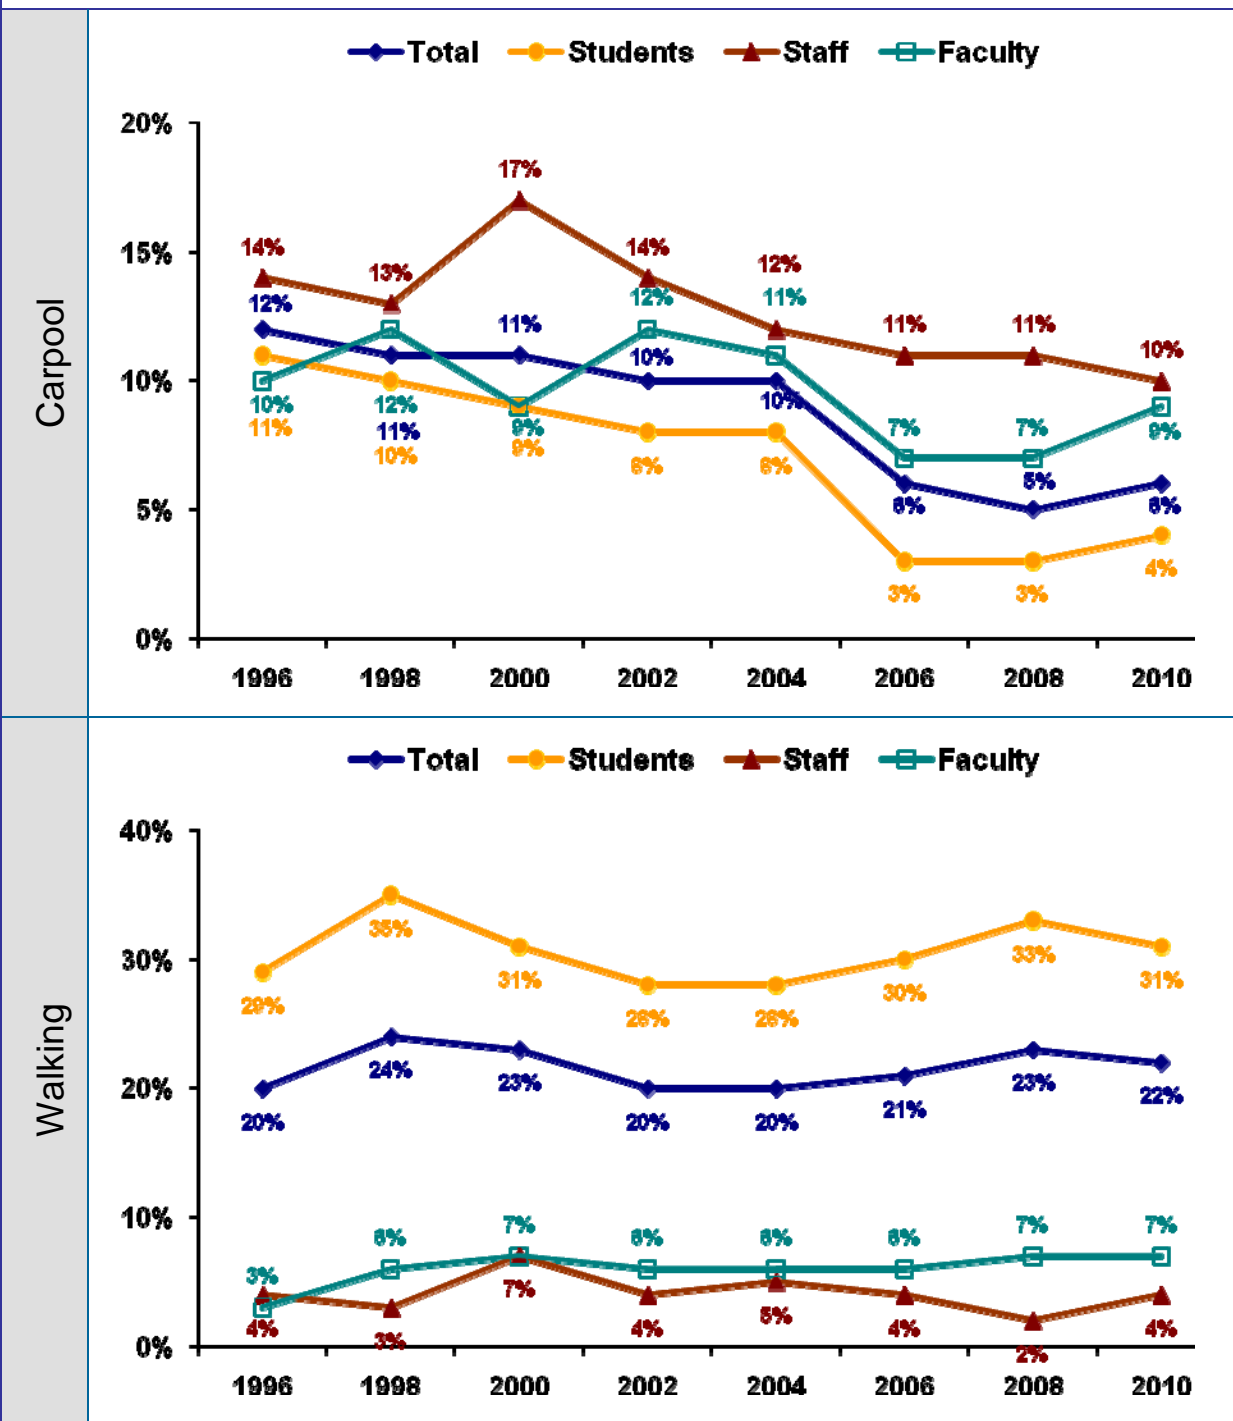 Carpool
Total Students Staff Faculty
20%
17%
15%
14% 13% 14% 12%
12% 11% 12% 11% 11% 11% 10%
10%
10% 12% 10% 10%
11% 11% 9% 7% 7% 9%
10% 9% 8% 8%
5%
6% 5% 6%
3% 3% 4%
0%
1996 1998 2000 2002 2004 2006 2008 2010
Walking
Total Students Staff Faculty
40%
35%
33%
30%
29% 31% 28% 28% 30% 31%
24% 23% 23% 22%
20%
20% 20% 20% 21%
10%
3% 6% 7% 6% 6% 6% 7% 7%
4% 3% 7% 4% 5% 4% 2% 4%
0%
1996 1998 2000 2002 2004 2006 2008 2010